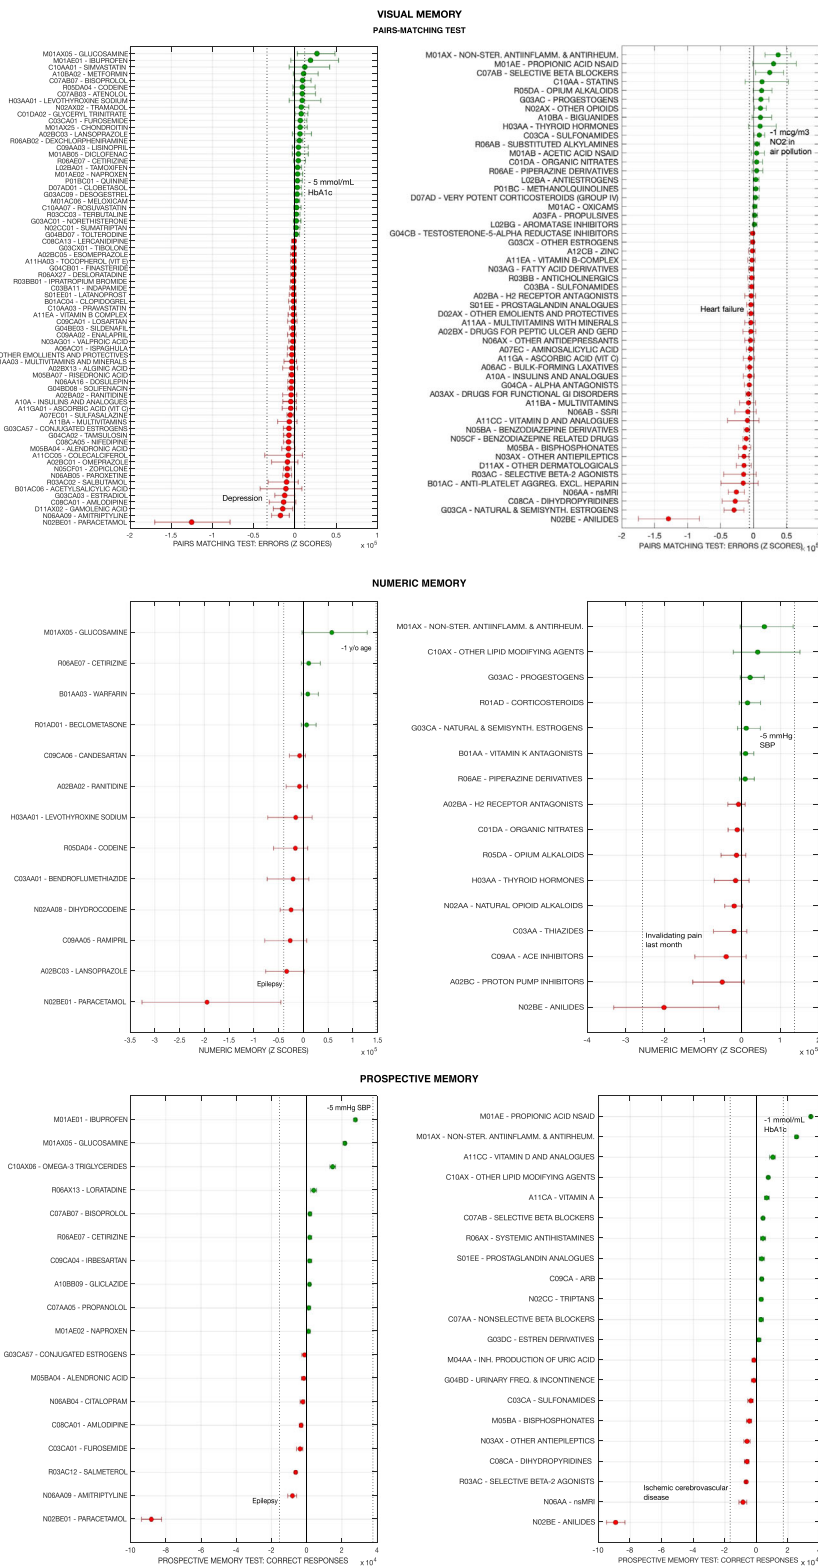 VISUAL MEMORY
PAIRS-MATCHING TEST
M01AX05 - GLUCOSAMINE
M01AE01 - IBUPROFEN
C10AA01 - SIMVASTATIN
A10BA02 - METFORMIN
C07AB07 - BISOPROLOL
R05DA04 - CODEINE
C07AB03 - ATENOLOL
H03AA01 - LEVOTHYROXINE SODIUM
N02AX02 - TRAMADOL
C01DA02 - GLYCERYL TRINITRATE
C03CA01 - FUROSEMIDE
M01AX25 - CHONDROITIN
A02BC03 - LANSOPRAZOLE
R06AB02 - DEXCHLORPHENIRAMINE
C09AA03 - LISINOPRIL
M01AB05 - DICLOFENAC
R06AE07 - CETIRIZINE
L02BA01 - TAMOXIFEN
M01AE02 - NAPROXEN
P01BC01 - QUININE
D07AD01 - CLOBETASOL
G03AC09 - DESOGESTREL
M01AC06 - MELOXICAM
C10AA07 - ROSUVASTATIN
R03CC03 - TERBUTALINE
G03AC01 - NORETHISTERONE
N02CC01 - SUMATRIPTAN
G04BD07 - TOLTERODINE
C08CA13 - LERCANIDIPINE
G03CX01 - TIBOLONE
A02BC05 - ESOMEPRAZOLE
A11HA03 - TOCOPHEROL (VIT E)
G04CB01 - FINASTERIDE
R06AX27 - DESLORATADINE
R03BB01 - IPRATROPIUM BROMIDE
C03BA11 - INDAPAMIDE
S01EE01 - LATANOPROST
B01AC04 - CLOPIDOGREL
C10AA03 - PRAVASTATIN
A11EA - VITAMIN B COMPLEX
C09CA01 - LOSARTAN
G04BE03 - SILDENAFIL
C09AA02 - ENALAPRIL
N03AG01 - VALPROIC ACID
A06AC01 - ISPAGHULA
OTHER EMOLLIENTS AND PROTECTIVES
AA03 - MULTIVITAMINS AND MINERALS
A02BX13 - ALGINIC ACID
M05BA07 - RISEDRONIC ACID
N06AA16 - DOSULEPIN
G04BD08 - SOLIFENACIN
A02BA02 - RANITIDINE
A10A - INSULINS AND ANALOGUES
A11GA01 - ASCORBIC ACID (VIT C)
A07EC01 - SULFASALAZINE
A11BA - MULTIVITAMINS
G03CA57 - CONJUGATED ESTROGENS
G04CA02 - TAMSULOSIN
C08CA05 - NIFEDIPINE
M05BA04 - ALENDRONIC ACID
A11CC05 - COLECALCIFEROL
A02BC01 - OMEPRAZOLE
N05CF01 - ZOPICLONE
N06AB05 - PAROXETINE
R03AC02 - SALBUTAMOL
B01AC06 - ACETYLSALICYLIC ACID
G03CA03 - ESTRADIOL
C08CA01 - AMLODIPINE
D11AX02 - GAMOLENIC ACID
N06AA09 - AMITRIPTYLINE
N02BE01 - PARACETAMOL
- 5 mmol/mL
HbA1c
Depression
-2 -1.5 -1 -0.5 0 0.5 1
PAIRS MATCHING TEST: ERRORS (Z SCORES)
x 10⁵
M01AX - NON-STER. ANTIINFLAMM. & ANTIRHEUM.
M01AE - PROPIONIC ACID NSAID
C07AB - SELECTIVE BETA BLOCKERS
C10AA - STATINS
R05DA - OPIUM ALKALOIDS
G03AC - PROGESTOGENS
N02AX - OTHER OPIOIDS
A10BA - BIGUANIDES
H03AA - THYROID HORMONES
C03CA - SULFONAMIDES
R06AB - SUBSTITUTED ALKYLAMINES
M01AB - ACETIC ACID NSAID
C01DA - ORGANIC NITRATES
R06AE - PIPERAZINE DERIVATIVES
L02BA - ANTIESTROGENS
P01BC - METHANOLQUINOLINES
D07AD - VERY POTENT CORTICOSTEROIDS (GROUP IV)
M01AC - OXICAMS
A03FA - PROPULSIVES
L02BG - AROMATASE INHIBITORS
G04CB - TESTOSTERONE-5-ALPHA REDUCTASE INHIBITORS
G03CX - OTHER ESTROGENS
A12CB - ZINC
A11EA - VITAMIN B-COMPLEX
N03AG - FATTY ACID DERIVATIVES
R03BB - ANTICHOLINERGICS
C03BA - SULFONAMIDES
A02BA - H2 RECEPTOR ANTAGONISTS
S01EE - PROSTAGLANDIN ANALOGUES
D02AX - OTHER EMOLIENTS AND PROTECTIVES
A11AA - MULTIVITAMINS WITH MINERALS
A02BX - DRUGS FOR PEPTIC ULCER AND GERD
N06AX - OTHER ANTIDEPRESSANTS
A07EC - AMINOSALICYLIC ACID
A11GA - ASCORBIC ACID (VIT C)
A06AC - BULK-FORMING LAXATIVES
A10A - INSULINS AND ANALOGUES
G04CA - ALPHA ANTAGONISTS
A03AX - DRUGS FOR FUNCTIONAL GI DISORDERS
A11BA - MULTIVITAMINS
N06AB - SSRI
A11CC - VITAMIN D AND ANALOGUES
N05BA - BENZODIAZEPINE DERIVATIVES
N05CF - BENZODIAZEPINE RELATED DRUGS
M05BA - BISPHOSPHONATES
N03AX - OTHER ANTIEPILEPTICS
D11AX - OTHER DERMATOLOGICALS
R03AC - SELECTIVE BETA-2 AGONISTS
B01AC - ANTI-PLATELET AGGREG. EXCL. HEPARIN
N06AA - nsMRI
C08CA - DIHYDROPYRIDINES
G03CA - NATURAL & SEMISYNTH. ESTROGENS
N02BE - ANILIDES
-1 mcg/m3
NO2 in
air pollution
Heart failure
-2 -1.5 -1 -0.5 0 0.5
PAIRS MATCHING TEST: ERRORS (Z SCORES)
x 10⁵
NUMERIC MEMORY
M01AX05 - GLUCOSAMINE
R06AE07 - CETIRIZINE
B01AA03 - WARFARIN
R01AD01 - BECLOMETASONE
C09CA06 - CANDESARTAN
A02BA02 - RANITIDINE
H03AA01 - LEVOTHYROXINE SODIUM
R05DA04 - CODEINE
C03AA01 - BENDROFLUMETHIAZIDE
N02AA08 - DIHYDROCODEINE
C09AA05 - RAMIPRIL
A02BC03 - LANSOPRAZOLE
N02BE01 - PARACETAMOL
-1 y/o age
Epilepsy
-3.5 -3 -2.5 -2 -1.5 -1 -0.5 0 0.5 1 1.5
NUMERIC MEMORY (Z SCORES)
x 10⁵
M01AX - NON-STER. ANTIINFLAMM. & ANTIRHEUM.
C10AX - OTHER LIPID MODIFYING AGENTS
G03AC - PROGESTOGENS
R01AD - CORTICOSTEROIDS
G03CA - NATURAL & SEMISYNTH. ESTROGENS
B01AA - VITAMIN K ANTAGONISTS
R06AE - PIPERAZINE DERIVATIVES
A02BA - H2 RECEPTOR ANTAGONISTS
C01DA - ORGANIC NITRATES
R05DA - OPIUM ALKALOIDS
H03AA - THYROID HORMONES
N02AA - NATURAL OPIOID ALKALOIDS
C03AA - THIAZIDES
C09AA - ACE INHIBITORS
A02BC - PROTON PUMP INHIBITORS
N02BE - ANILIDES
-5 mmHg
SBP
Invalidating pain
last month
-4 -3 -2 -1 0 1 2
NUMERIC MEMORY (Z SCORES)
x 10⁵
PROSPECTIVE MEMORY
M01AE01 - IBUPROFEN
M01AX05 - GLUCOSAMINE
C10AX06 - OMEGA-3 TRIGLYCERIDES
R06AX13 - LORATADINE
C07AB07 - BISOPROLOL
R06AE07 - CETIRIZINE
C09CA04 - IRBESARTAN
A10BB09 - GLICLAZIDE
C07AA05 - PROPANOLOL
M01AE02 - NAPROXEN
G03CA57 - CONJUGATED ESTROGENS
M05BA04 - ALENDRONIC ACID
N06AB04 - CITALOPRAM
C08CA01 - AMLODIPINE
C03CA01 - FUROSEMIDE
R03AC12 - SALMETEROL
N06AA09 - AMITRIPTYLINE
N02BE01 - PARACETAMOL
-5 mmHg SBP
Epilepsy
-10 -8 -6 -4 -2 0 2 4
PROSPECTIVE MEMORY TEST: CORRECT RESPONSES
x 10⁴
M01AE - PROPIONIC ACID NSAID
M01AX - NON-STER. ANTIINFLAMM. & ANTIRHEUM.
A11CC - VITAMIN D AND ANALOGUES
C10AX - OTHER LIPID MODIFYING AGENTS
A11CA - VITAMIN A
C07AB - SELECTIVE BETA BLOCKERS
R06AX - SYSTEMIC ANTIHISTAMINES
S01EE - PROSTAGLANDIN ANALOGUES
C09CA - ARB
N02CC - TRIPTANS
C07AA - NONSELECTIVE BETA BLOCKERS
G03DC - ESTREN DERIVATIVES
M04AA - INH. PRODUCTION OF URIC ACID
G04BD - URINARY FREQ. & INCONTINENCE
C03CA - SULFONAMIDES
M05BA - BISPHOSPHONATES
N03AX - OTHER ANTIEPILEPTICS
C08CA - DIHYDROPYRIDINES
R03AC - SELECTIVE BETA-2 AGONISTS
N06AA - nsMRI
N02BE - ANILIDES
-1 mmol/mL
HbA1c
Ischemic cerebrovascular
disease
-10 -8 -6 -4 -2 0 2 4
PROSPECTIVE MEMORY TEST: CORRECT RESPONSES
x 10⁴